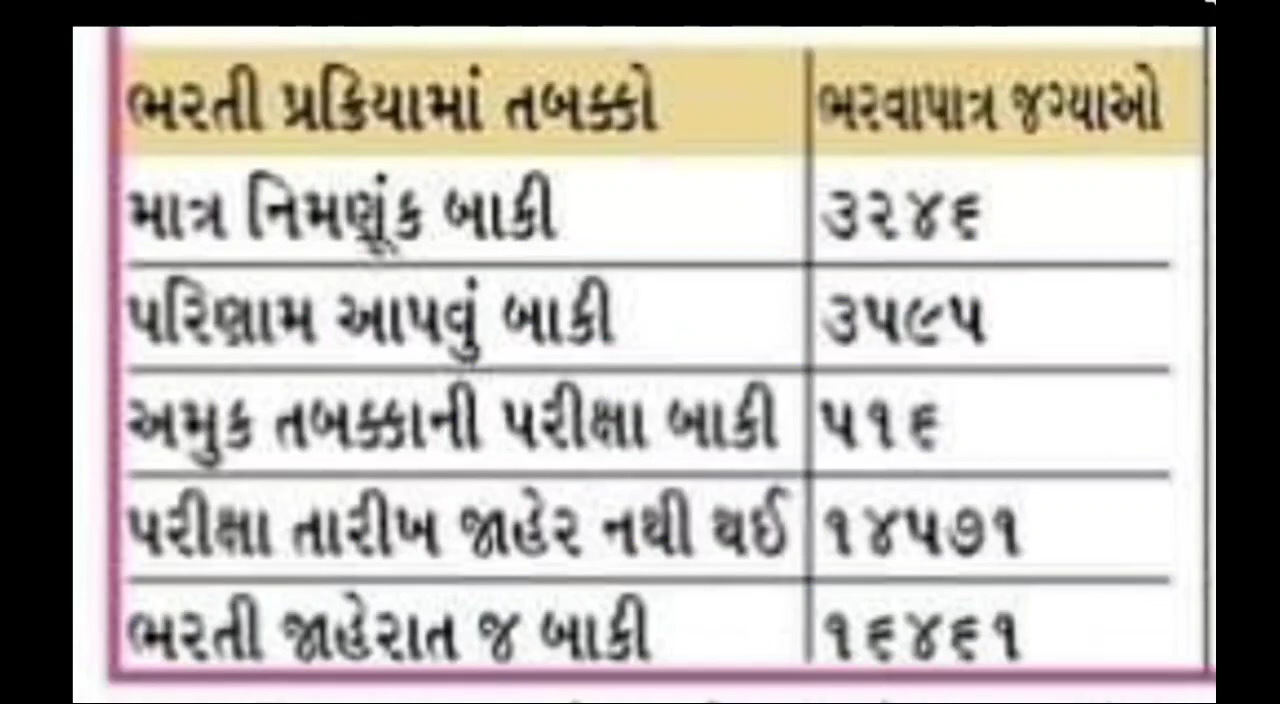 ભરતી પ્રક્રિયામાં તબક્કો ભરવાપાત્ર જગ્યાઓ
માત્ર નિમણૂંક બાકી ૩૨૪૬
પરિણામ આપવું બાકી ૩૫૯૫
અમુક તબક્કાની પરીક્ષા બાકી ૫૧૬
પરીક્ષા તારીખ જાહેર નથી થઈ ૧૪૫૭૧
ભરતી જાહેરાત જ બાકી ૧૬૪૬૧